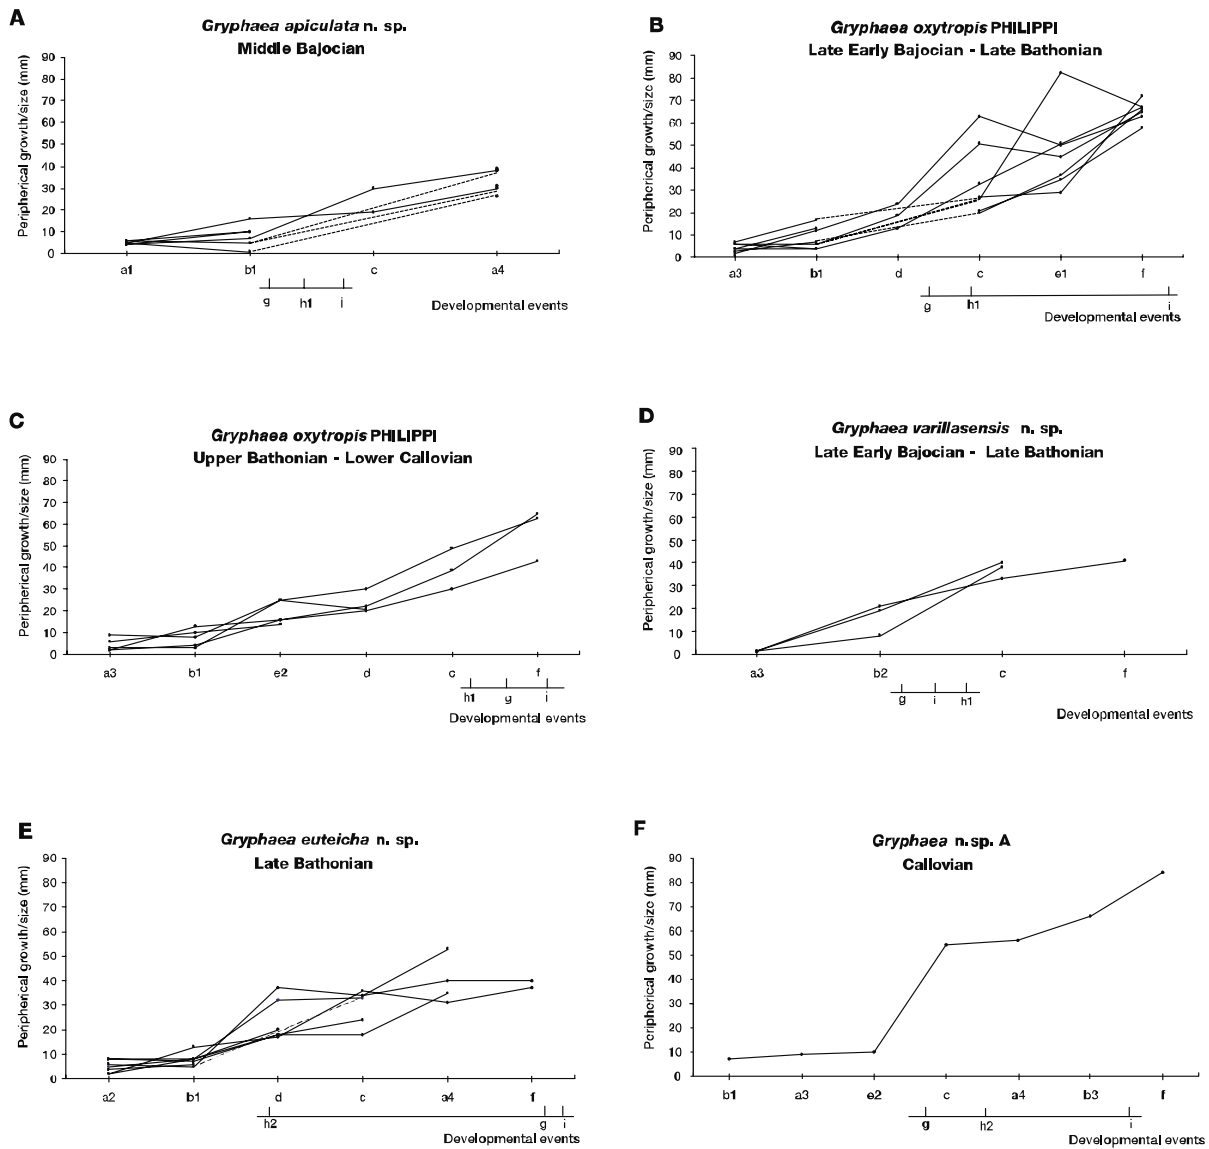 A
Gryphaea apiculata n. sp.
Middle Bajocian
Peripherical growth/size (mm)
90
80
70
60
50
40
30
20
10
0
a1 b1 c a4
g h1 j
Developmental events
B
Gryphaea oxytropis PHILIPPI
Late Early Bajocian - Late Bathonian
Peripherical growth/size (mm)
90
80
70
60
50
40
30
20
10
0
a3 b1 d c e1 f
g h1 i
Developmental events
C
Gryphaea oxytropis PHILIPPI
Upper Bathonian - Lower Callovian
Peripherical growth/size (mm)
90
80
70
60
50
40
30
20
10
0
a3 b1 e2 d c f
h1 g i
Developmental events
D
Gryphaea varillasensis n. sp.
Late Early Bajocian - Late Bathonian
Peripherical growth/size (mm)
90
80
70
60
50
40
30
20
10
0
a3 b2 c f
g i h1
Developmental events
E
Gryphaea euteicha n. sp.
Late Bathonian
Peripherical growth/size (mm)
90
80
70
60
50
40
30
20
10
0
a2 b1 d c a4 f
h2 g i
Developmental events
F
Gryphaea n.sp. A
Callovian
Peripherical growth/size (mm)
90
80
70
60
50
40
30
20
10
0
b1 a3 e2 c a4 b3 f
g h2 i
Developmental events